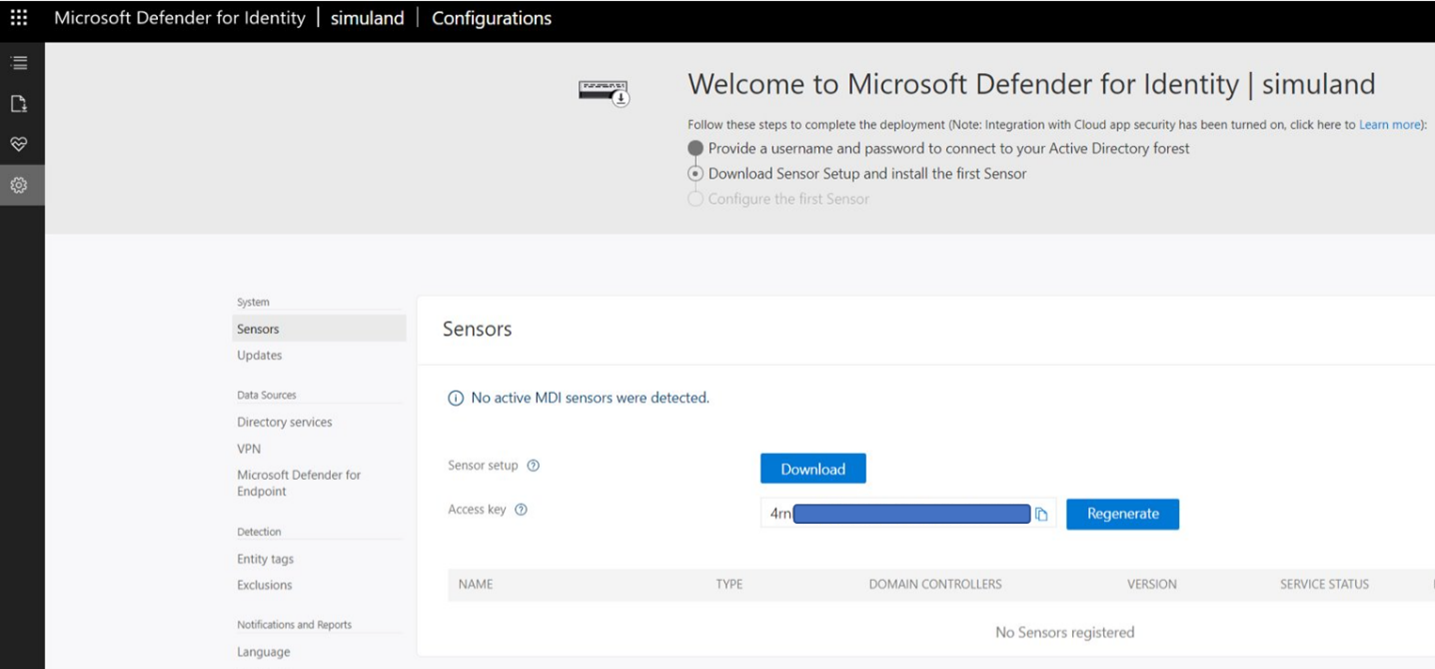 Microsoft Defender for Identity | simuland | Configurations
Welcome to Microsoft Defender for Identity | simuland
Follow these steps to complete the deployment (Note: Integration with Cloud app security has been turned on, click here to Learn more):
Provide a username and password to connect to your Active Directory forest
Download Sensor Setup and install the first Sensor
Configure the first Sensor
System
Sensors
Updates
Data Sources
Directory services
VPN
Microsoft Defender for
Endpoint
Detection
Entity tags
Exclusions
Notifications and Reports
Language
Sensors
No active MDI sensors were detected.
Sensor setup
Download
Access key
4rn
Regenerate
NAME TYPE DOMAIN CONTROLLERS VERSION SERVICE STATUS
No Sensors registered